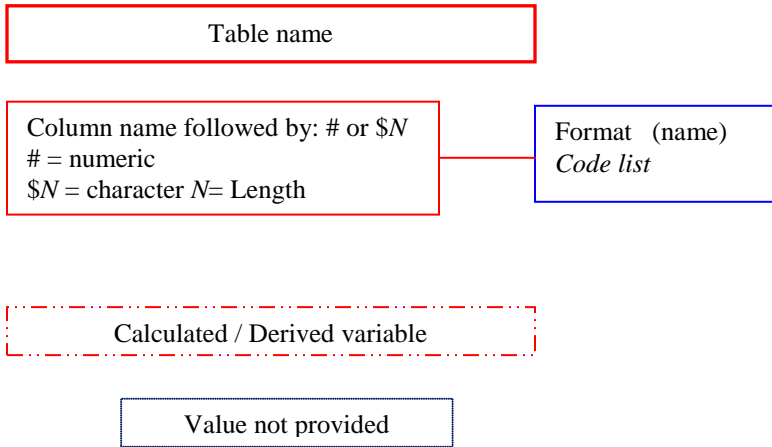 Table name
Column name followed by: # or $N
# = numeric
$N = character N= Length
Format (name)
Code list
Calculated / Derived variable
Value not provided